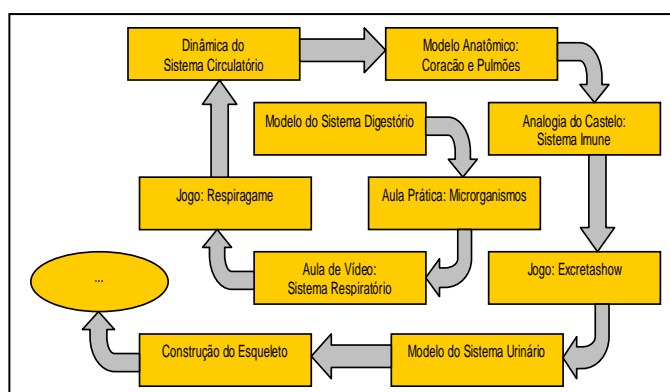 Dinâmica do
Sistema Circulatório
Modelo Anatômico:
Coracão e Pulmões
Modelo do Sistema Digestório
Analogia do Castelo:
Sistema Imune
Jogo: Respiragame
Aula Prática: Microrganismos
Aula de Vídeo:
Sistema Respiratório
Jogo: Excretashow
...
Construção do Esqueleto
Modelo do Sistema Urinário